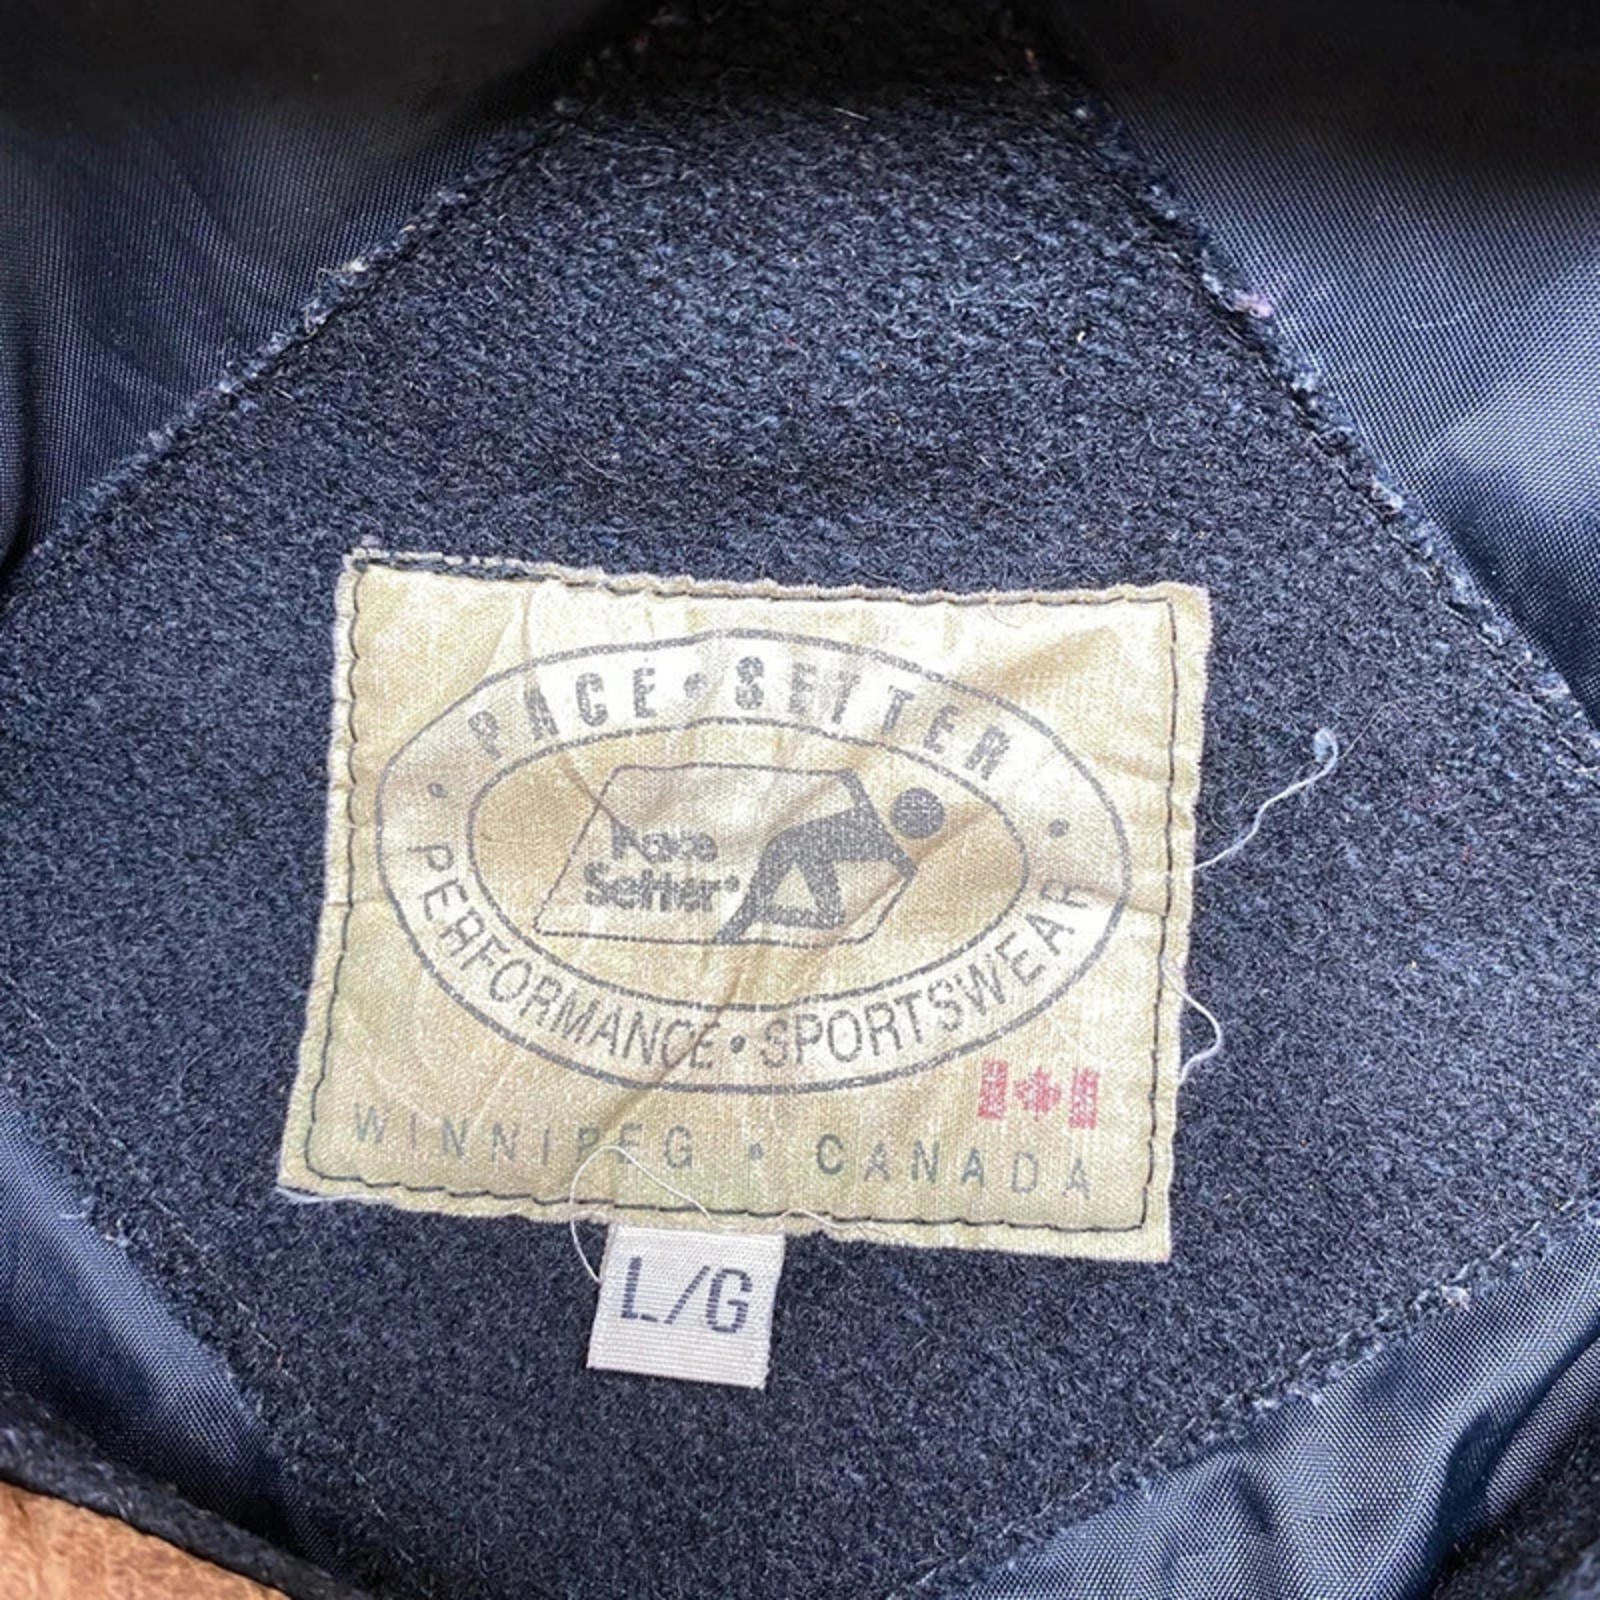 PACE • SETTER
Pace
Setter
• PERFORMANCE • SPORTSWEAR •
WINNIPEG • CANADA
L/G